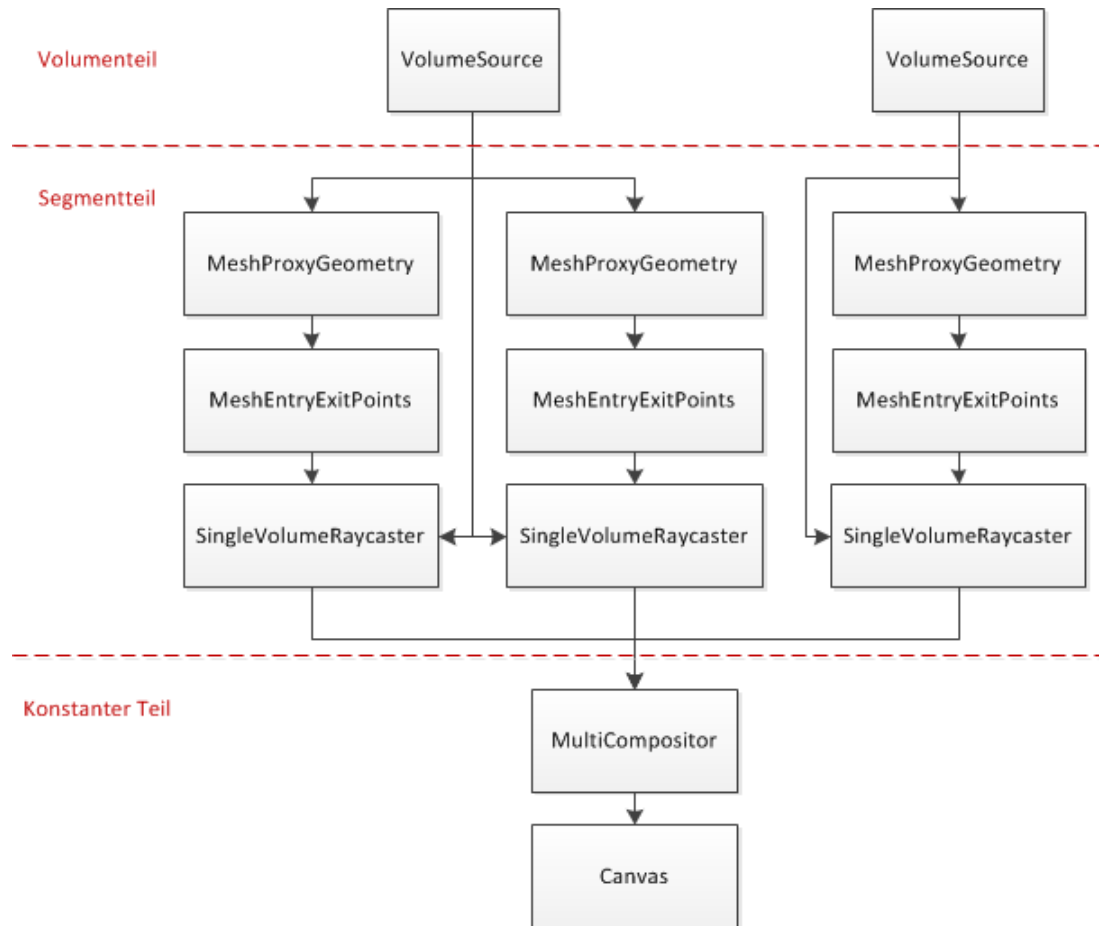 Volumenteil
VolumeSource
VolumeSource
Segmentteil
MeshProxyGeometry
MeshProxyGeometry
MeshProxyGeometry
MeshEntryExitPoints
MeshEntryExitPoints
MeshEntryExitPoints
SingleVolumeRaycaster
SingleVolumeRaycaster
SingleVolumeRaycaster
Konstanter Teil
MultiCompositor
Canvas